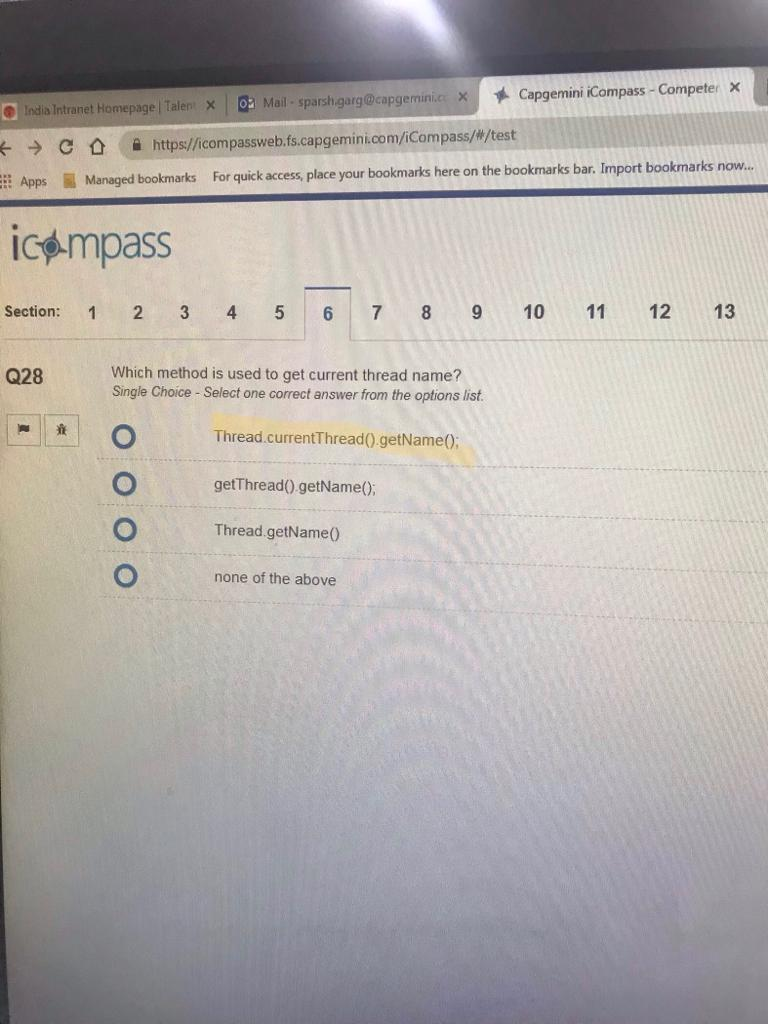 India Intranet Homepage | Talent
Mail - sparsh.garg@capgemini.c
Capgemini iCompass - Competer
https://icompassweb.fs.capgemini.com/iCompass/#/test
Apps Managed bookmarks For quick access, place your bookmarks here on the bookmarks bar. Import bookmarks now...
icompass
Section: 1 2 3 4 5 6 7 8 9 10 11 12 13
Q28 Which method is used to get current thread name?
Single Choice - Select one correct answer from the options list.
Thread.currentThread().getName();
getThread().getName();
Thread.getName()
none of the above